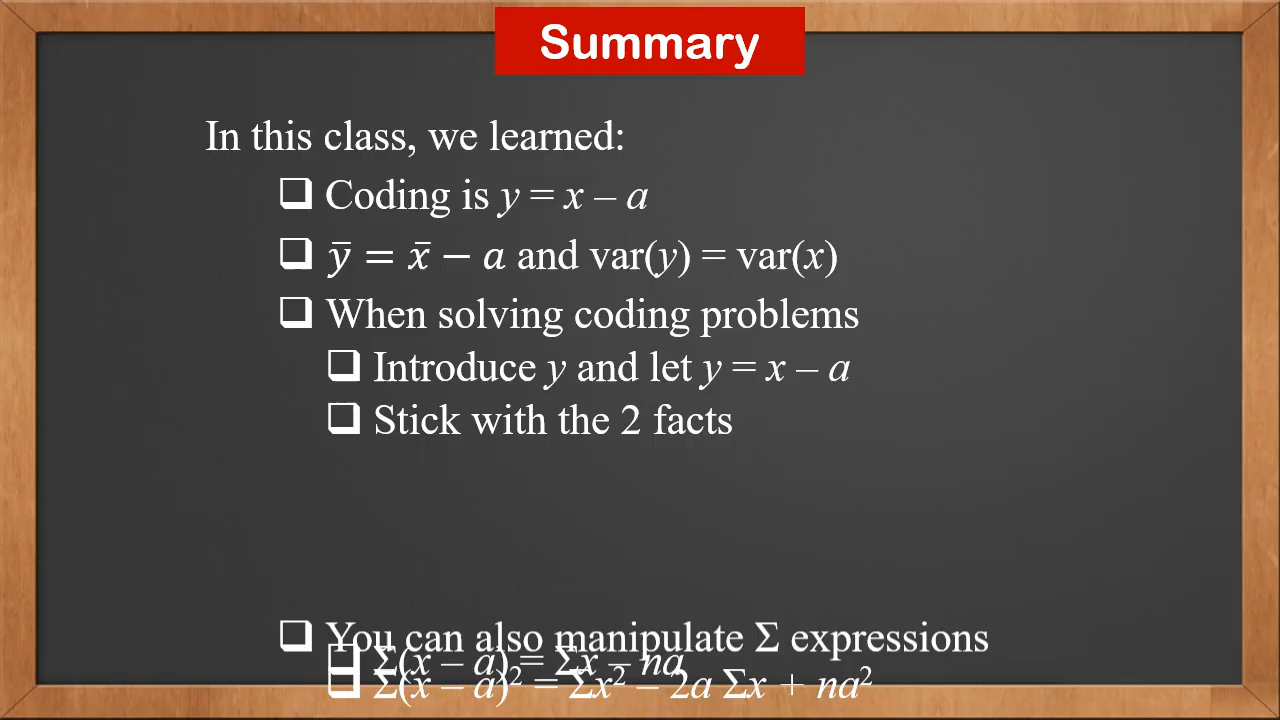 Summary
In this class, we learned:
❑ Coding is y = x – a
❑ ȳ = x̄ − a and var(y) = var(x)
❑ When solving coding problems
❑ Introduce y and let y = x – a
❑ Stick with the 2 facts
❑ You can also manipulate Σ expressions
❑ Σ(x – a) = Σx – na
❑ Σ(x – a)² = Σx² – 2a Σx + na²